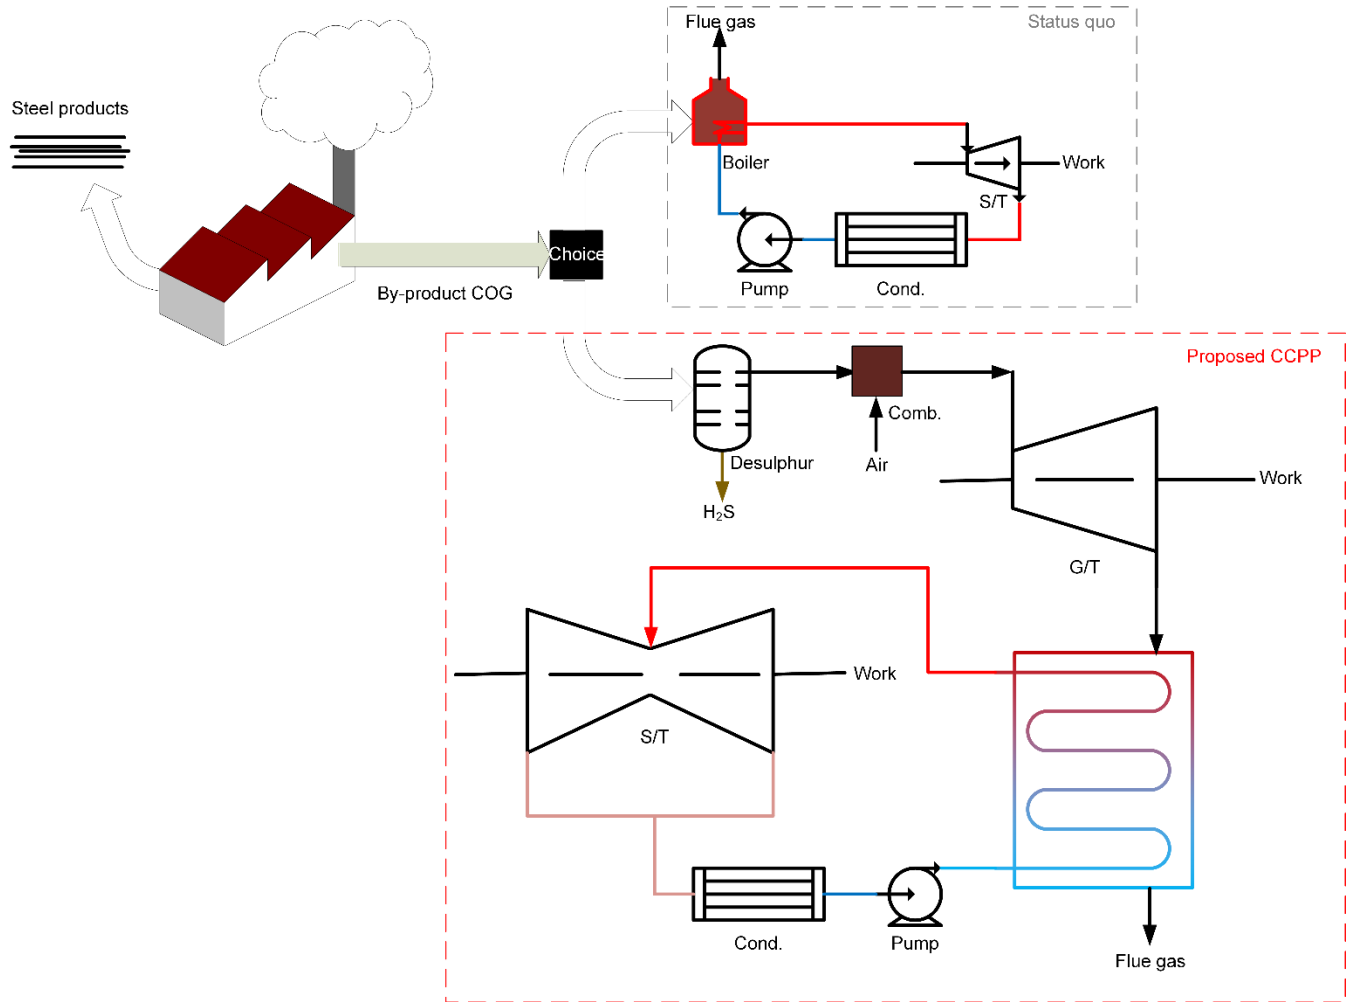 Flue gas
Status quo
Steel products
Boiler
Work
S/T
Choice
By-product COG
Pump
Cond.
Proposed CCPP
Comb.
Desulphur
Air
Work
H₂S
G/T
Work
S/T
Cond.
Pump
Flue gas